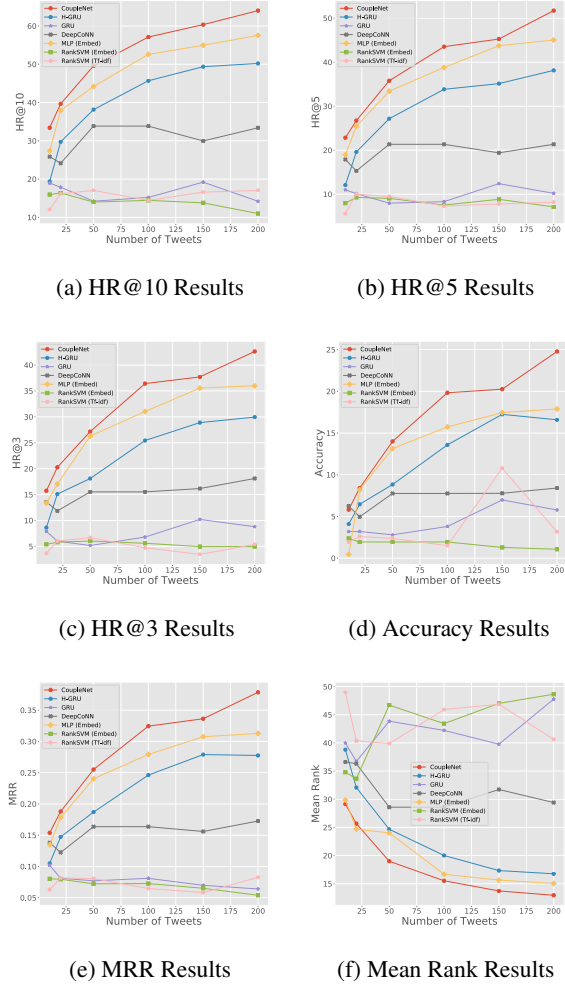 CoupleNet
H-GRU
GRU
DeepCoNN
MLP (Embed)
RankSVM (Embed)
RankSVM (Tf-idf)
60
50
40
30
20
10
HR@10
25 50 75 100 125 150 175 200
Number of Tweets
(a) HR@10 Results
CoupleNet
H-GRU
GRU
DeepCoNN
MLP (Embed)
RankSVM (Embed)
RankSVM (Tf-idf)
50
40
30
20
10
HR@5
25 50 75 100 125 150 175 200
Number of Tweets
(b) HR@5 Results
CoupleNet
H-GRU
GRU
DeepCoNN
MLP (Embed)
RankSVM (Embed)
RankSVM (Tf-idf)
40
35
30
25
20
15
10
5
HR@3
25 50 75 100 125 150 175 200
Number of Tweets
(c) HR@3 Results
CoupleNet
H-GRU
GRU
DeepCoNN
MLP (Embed)
RankSVM (Embed)
RankSVM (Tf-idf)
25
20
15
10
5
0
Accuracy
25 50 75 100 125 150 175 200
Number of Tweets
(d) Accuracy Results
CoupleNet
H-GRU
GRU
DeepCoNN
MLP (Embed)
RankSVM (Embed)
RankSVM (Tf-idf)
0.35
0.30
0.25
0.20
0.15
0.10
0.05
MRR
25 50 75 100 125 150 175 200
Number of Tweets
(e) MRR Results
50
45
40
35
30
25
20
15
Mean Rank
CoupleNet
H-GRU
GRU
DeepCoNN
MLP (Embed)
RankSVM (Embed)
RankSVM (Tf-idf)
25 50 75 100 125 150 175 200
Number of Tweets
(f) Mean Rank Results